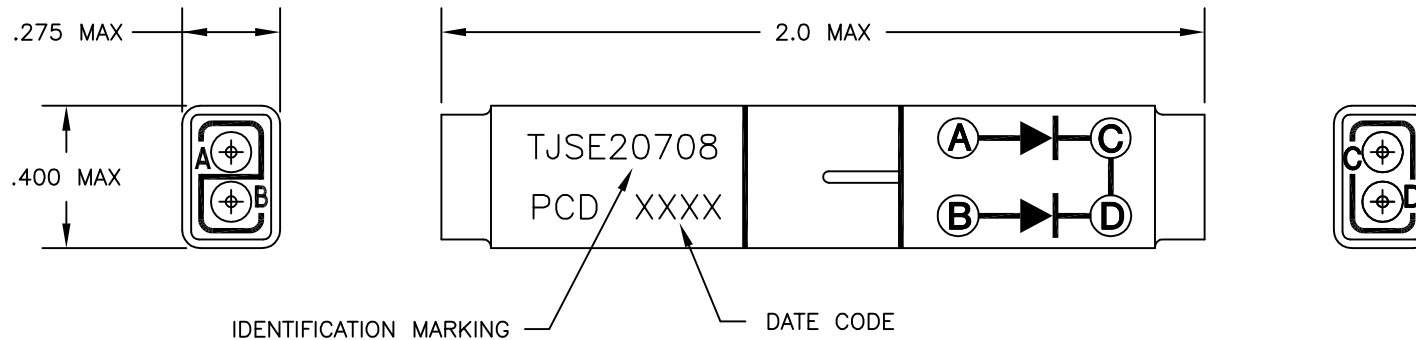 .275 MAX
2.0 MAX
.400 MAX
A
B
TJSE20708
PCD XXXX
A C
B D
C
D
IDENTIFICATION MARKING
DATE CODE